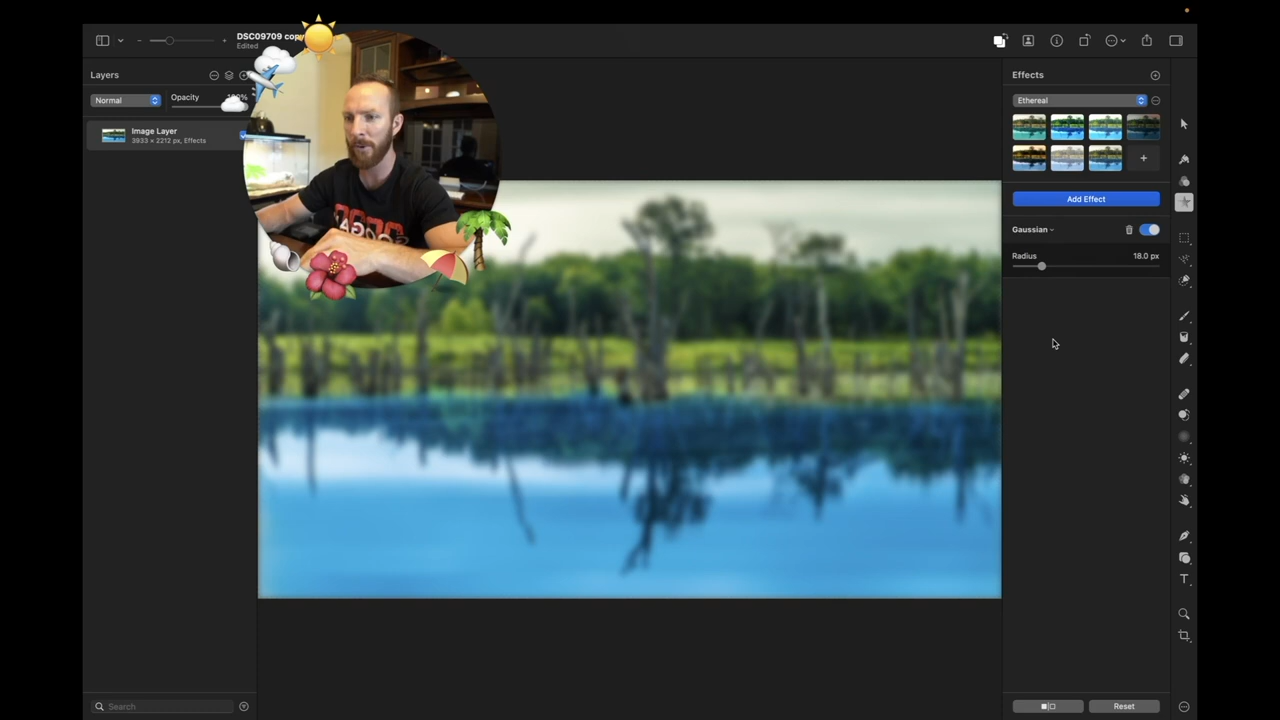 DSC09709 copy
Edited
Layers
Effects
Normal
Opacity
Ethereal
Image Layer
3933 × 2212 px, Effects
Add Effect
Gaussian
Radius
18.0 px
Search
Reset